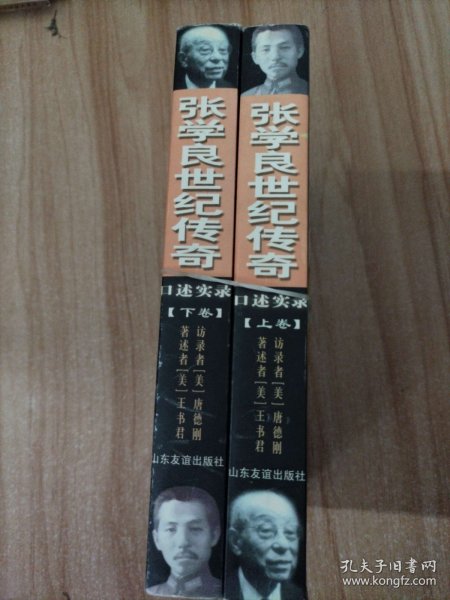 张学良世纪传奇
口述实录
【下卷】
访录者[美]唐德刚
著述者[美]王书君
山东友谊出版社
张学良世纪传奇
口述实录
【上卷】
访录者[美]唐德刚
著述者[美]王书君
山东友谊出版社
孔夫子旧书网
www.kongfz.com